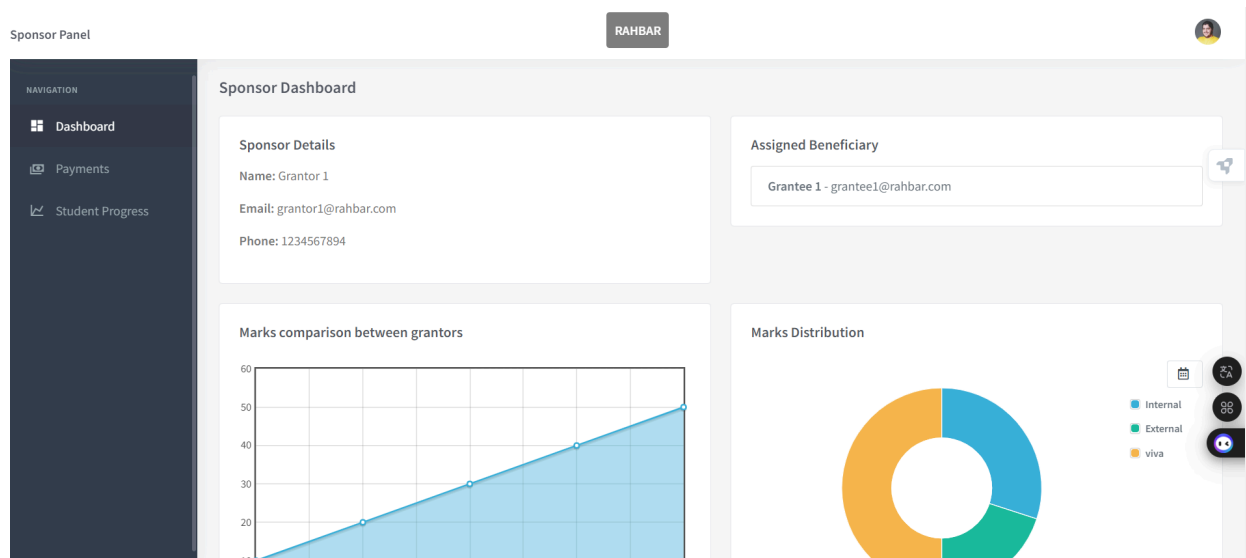 Sponsor Panel
RAHBAR
NAVIGATION
Dashboard
Payments
Student Progress
Sponsor Dashboard
Sponsor Details
Name: Grantor 1
Email: grantor1@rahbar.com
Phone: 1234567894
Assigned Beneficiary
Grantee 1 - grantee1@rahbar.com
Marks comparison between grantors
60
50
40
30
20
Marks Distribution
Internal
External
viva